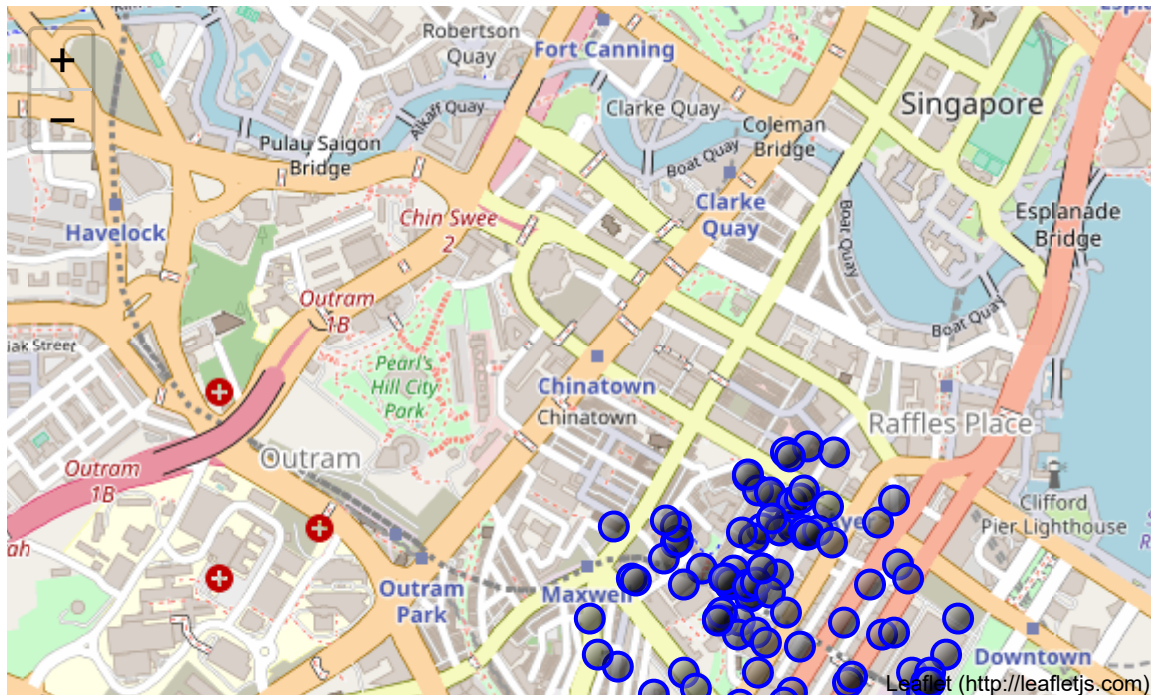 +
−
Robertson
Quay
Fort Canning
Alkaff Quay
Clarke Quay
Singapore
Pulau Saigon
Bridge
Coleman
Bridge
Boat Quay
Havelock
Chin Swee
2
Clarke
Quay
Boat Quay
Esplanade
Bridge
Outram
1B
Boat Quay
Street
Pearl's
Hill City
Park
Chinatown
Chinatown
Raffles Place
Outram
Outram
1B
Clifford
Pier Lighthouse
Outram
Park
Maxwell
Downtown
Leaflet (http://leafletjs.com)